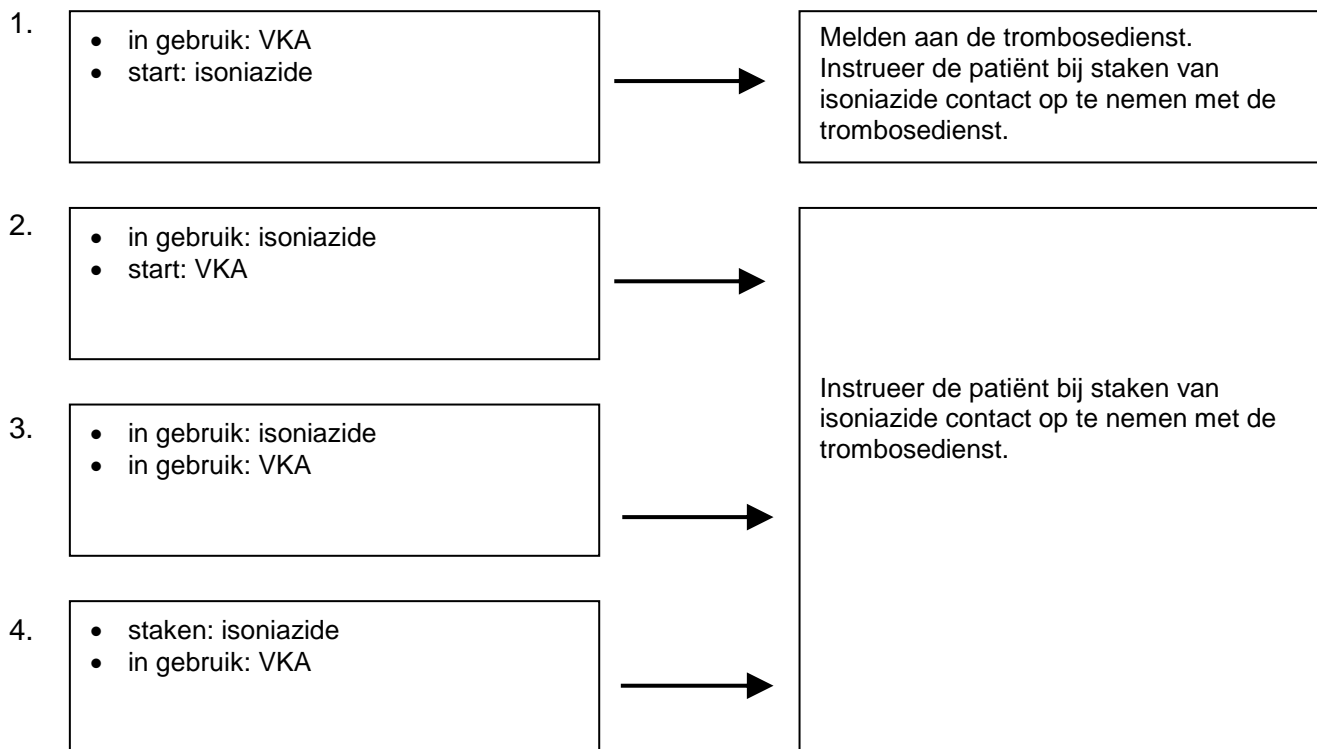 1.
• in gebruik: VKA
• start: isoniazide
Melden aan de trombosedienst.
Instrueer de patiënt bij staken van
isoniazide contact op te nemen met de
trombosedienst.
2.
• in gebruik: isoniazide
• start: VKA
3.
• in gebruik: isoniazide
• in gebruik: VKA
Instrueer de patiënt bij staken van
isoniazide contact op te nemen met de
trombosedienst.
4.
• staken: isoniazide
• in gebruik: VKA